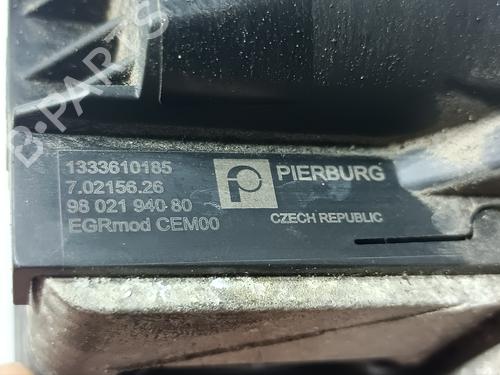 B-PARTS
1333610185
7.02156.26
98 021 940 80
EGRmod CEM00
PIERBURG
CZECH REPUBLIC